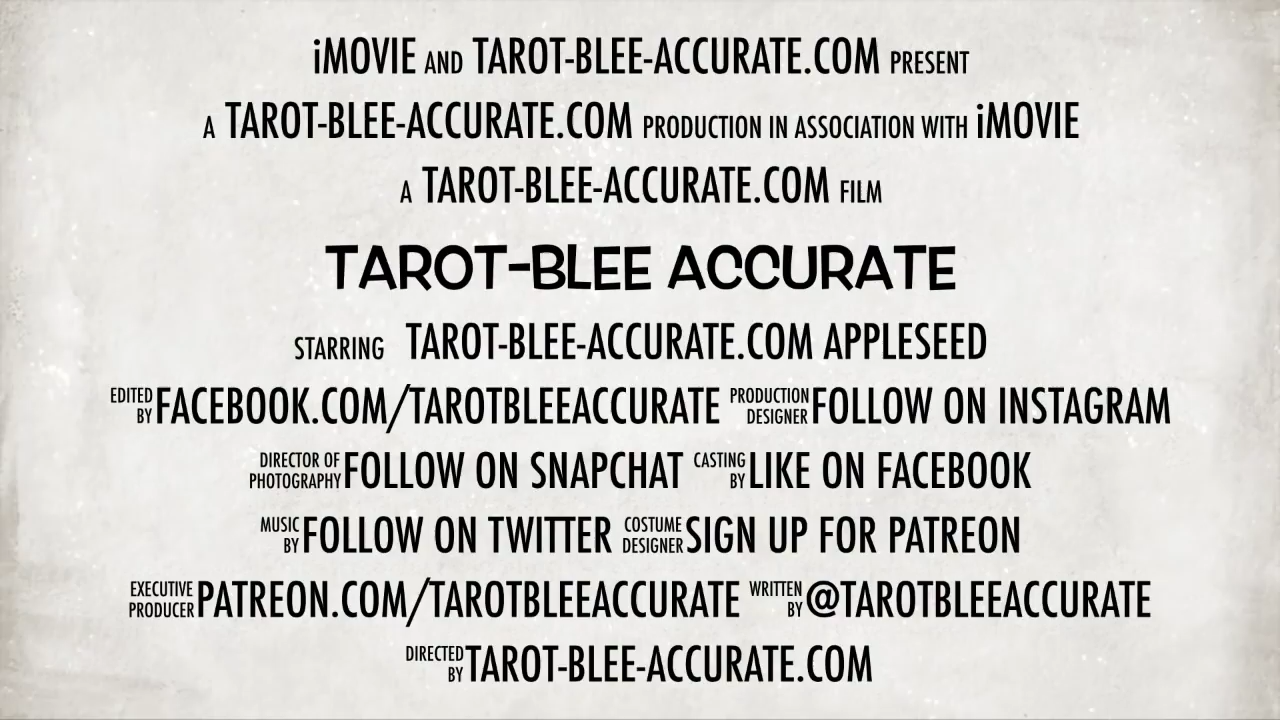 iMOVIE AND TAROT-BLEE-ACCURATE.COM PRESENT
A TAROT-BLEE-ACCURATE.COM PRODUCTION IN ASSOCIATION WITH iMOVIE
A TAROT-BLEE-ACCURATE.COM FILM
TAROT-BLEE ACCURATE
STARRING TAROT-BLEE-ACCURATE.COM APPLESEED
EDITED BY FACEBOOK.COM/TAROTBLEEACCURATE PRODUCTION DESIGNER FOLLOW ON INSTAGRAM
DIRECTOR OF PHOTOGRAPHY FOLLOW ON SNAPCHAT CASTING BY LIKE ON FACEBOOK
MUSIC BY FOLLOW ON TWITTER COSTUME DESIGNER SIGN UP FOR PATREON
EXECUTIVE PRODUCER PATREON.COM/TAROTBLEEACCURATE WRITTEN BY @TAROTBLEEACCURATE
DIRECTED BY TAROT-BLEE-ACCURATE.COM